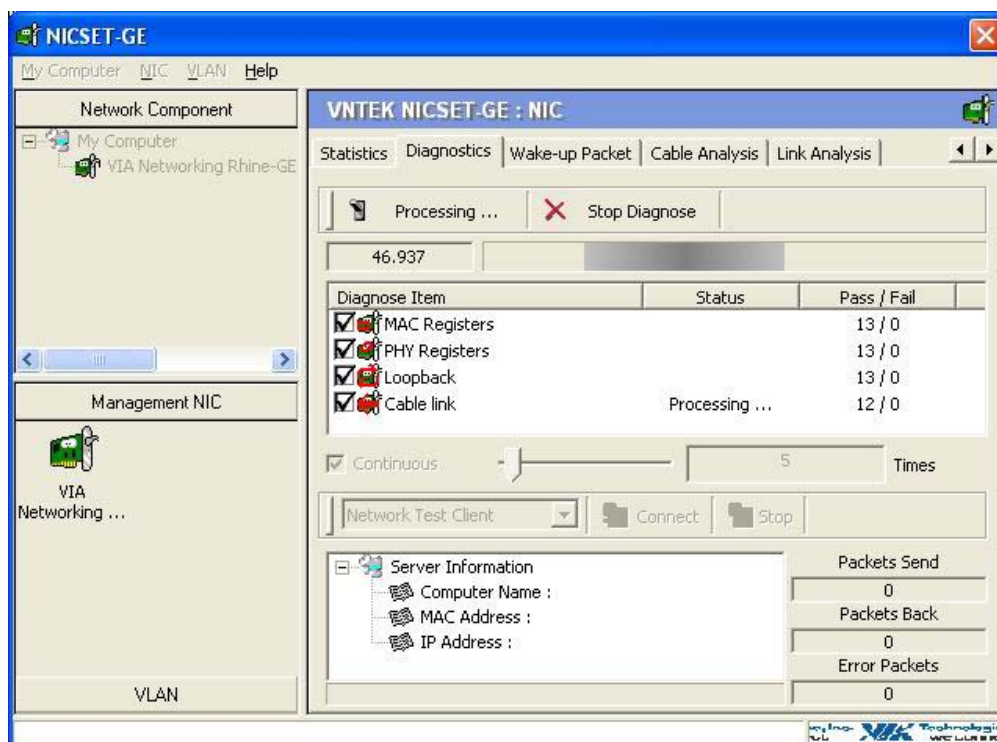 NICSET-GE
My Computer NIC VLAN Help
Network Component
My Computer
VIA Networking Rhine-GE
Management NIC
VIA
Networking ...
VLAN
VNTEK NICSET-GE : NIC
Statistics Diagnostics Wake-up Packet Cable Analysis Link Analysis
Processing ... Stop Diagnose
46.937
Diagnose Item Status Pass / Fail
MAC Registers 13 / 0
PHY Registers 13 / 0
Loopback 13 / 0
Cable link Processing ... 12 / 0
Continuous 5 Times
Network Test Client Connect Stop
Server Information
Computer Name :
MAC Address :
IP Address :
Packets Send
0
Packets Back
0
Error Packets
0